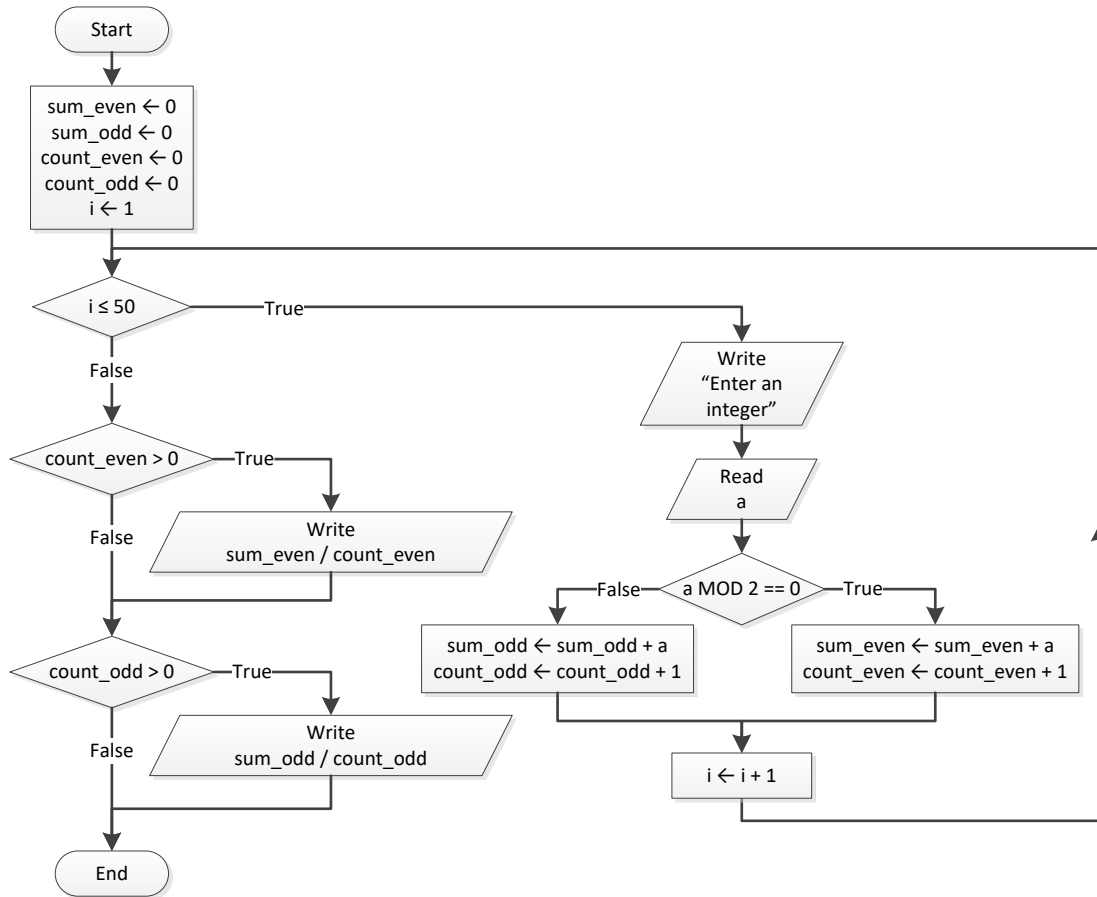 Start
sum_even ← 0
sum_odd ← 0
count_even ← 0
count_odd ← 0
i ← 1
i ≤ 50
True
False
Write
“Enter an
integer”
Read
a
a MOD 2 == 0
False
True
sum_odd ← sum_odd + a
count_odd ← count_odd + 1
sum_even ← sum_even + a
count_even ← count_even + 1
i ← i + 1
count_even > 0
True
False
Write
sum_even / count_even
count_odd > 0
True
False
Write
sum_odd / count_odd
End